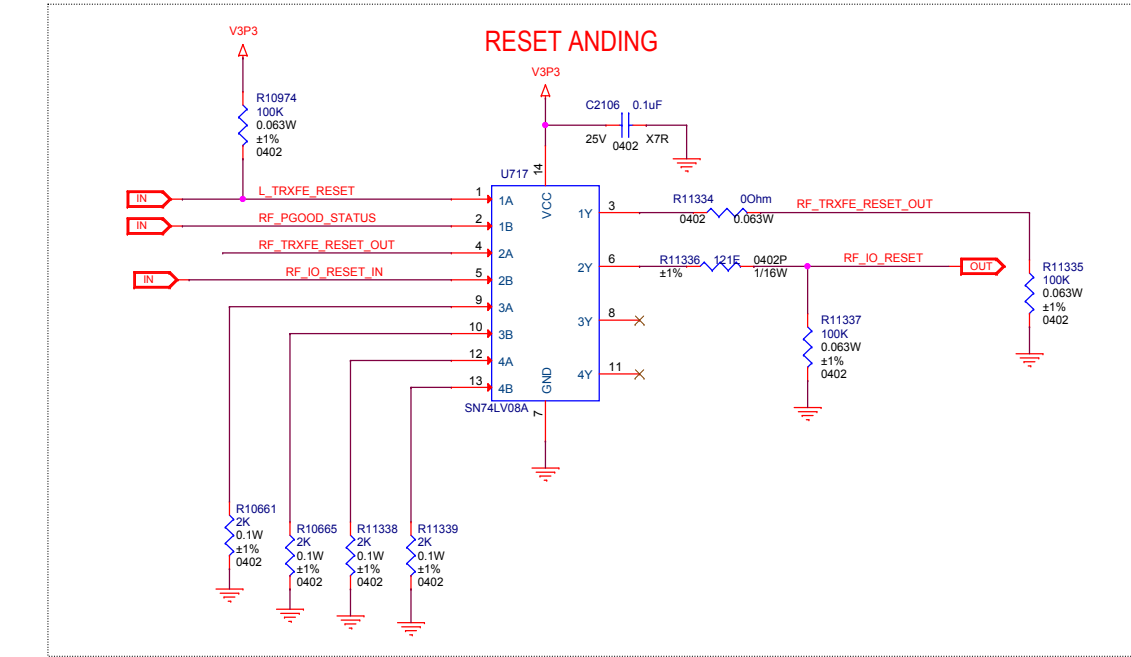 RESET ANDING
V3P3
R10974
100K
0.063W
±1%
0402
V3P3
C2106 0.1uF
25V 0402 X7R
U717
14
VCC
IN L_TRXFE_RESET 1 1A
IN RF_PGOOD_STATUS 2 1B
RF_TRXFE_RESET_OUT 4 2A
IN RF_IO_RESET_IN 5 2B
9 3A
10 3B
12 4A
13 4B
1Y 3
2Y 6
3Y 8
4Y 11
GND
7
SN74LV08A
R11334 0Ohm
0402 0.063W
RF_TRXFE_RESET_OUT
R11336 121E 0402P
±1% 1/16W
RF_IO_RESET OUT
R11335
100K
0.063W
±1%
0402
R11337
100K
0.063W
±1%
0402
R10661
2K
0.1W
±1%
0402
R10665
2K
0.1W
±1%
0402
R11338
2K
0.1W
±1%
0402
R11339
2K
0.1W
±1%
0402